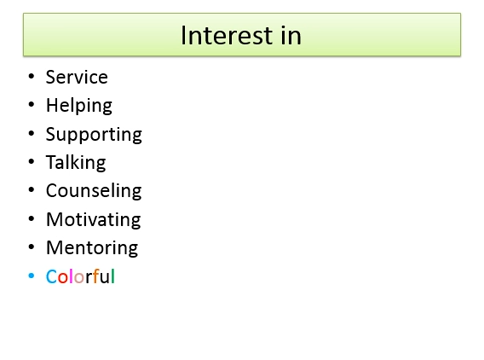 Interest in
• Service
• Helping
• Supporting
• Talking
• Counseling
• Motivating
• Mentoring
• Colorful